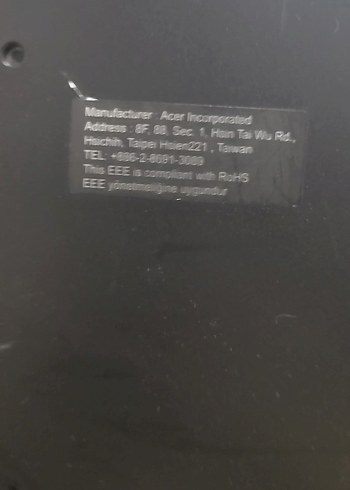 Manufacturer : Acer Incorporated
Address : 8F, 88, Sec. 1, Hsin Tai Wu Rd.,
Hsichih, Taipei Hsien221 , Taiwan
TEL: +886-2-8691-3089
This EEE is compliant with RoHS
EEE yönetmeliğine uygundur